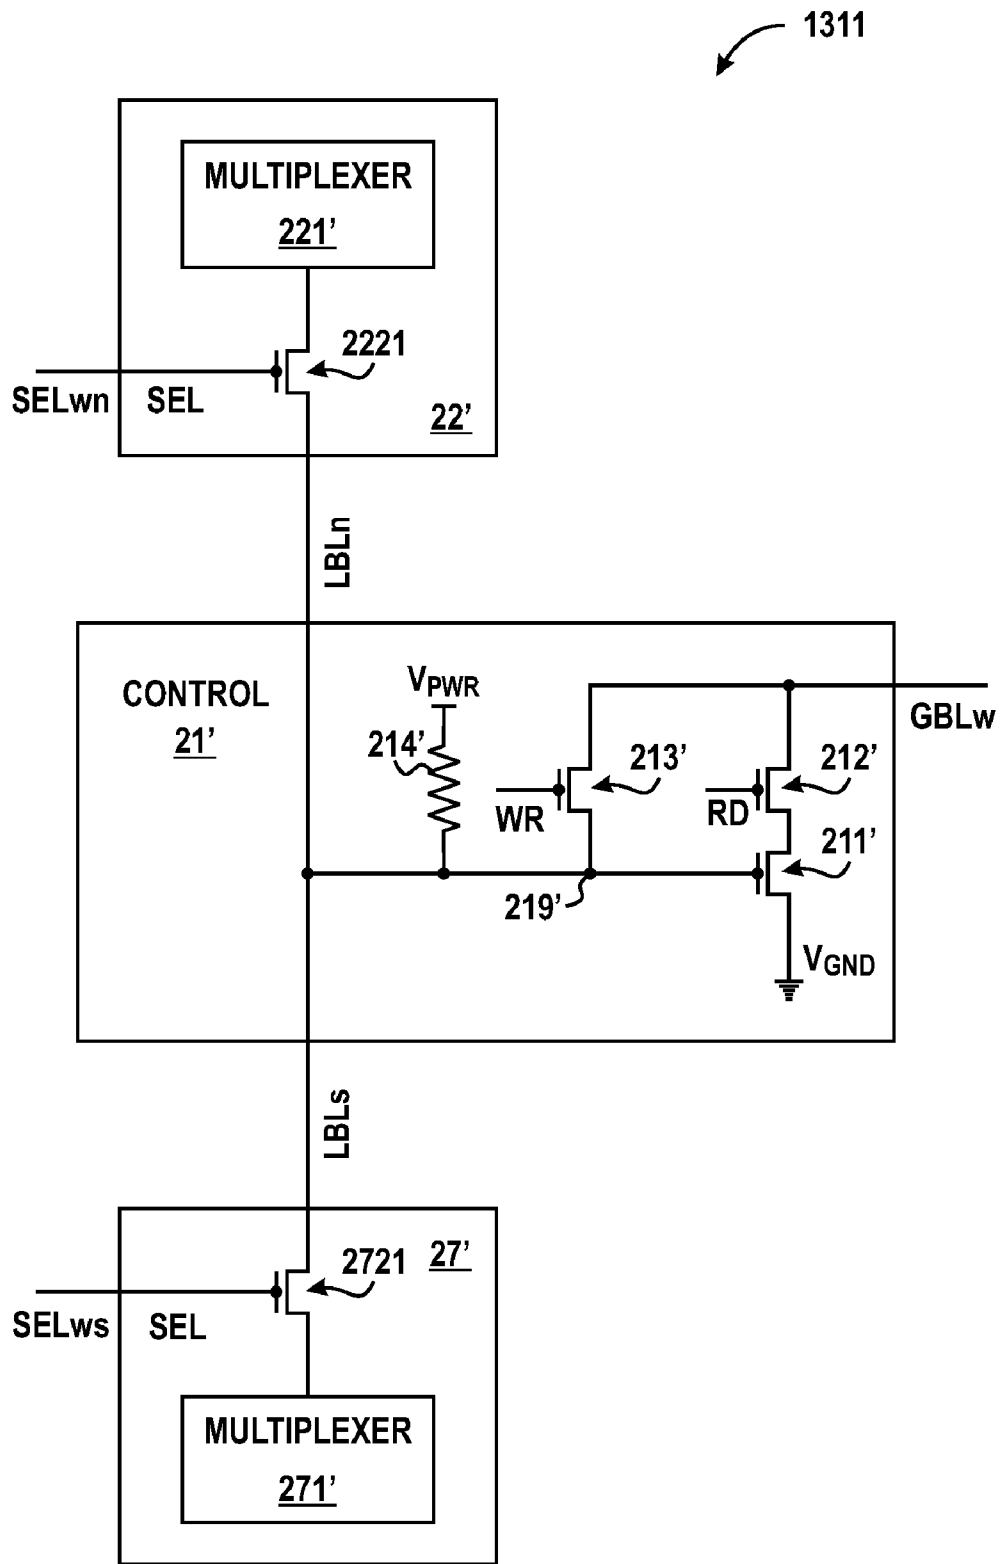 1311
MULTIPLEXER
221’
2221
SELwn
SEL
22’
LBLn
CONTROL
21’
VPWR
214’
213’
212’
GBLw
WR
RD
211’
219’
VGND
LBLs
2721
27’
SELws
SEL
MULTIPLEXER
271’